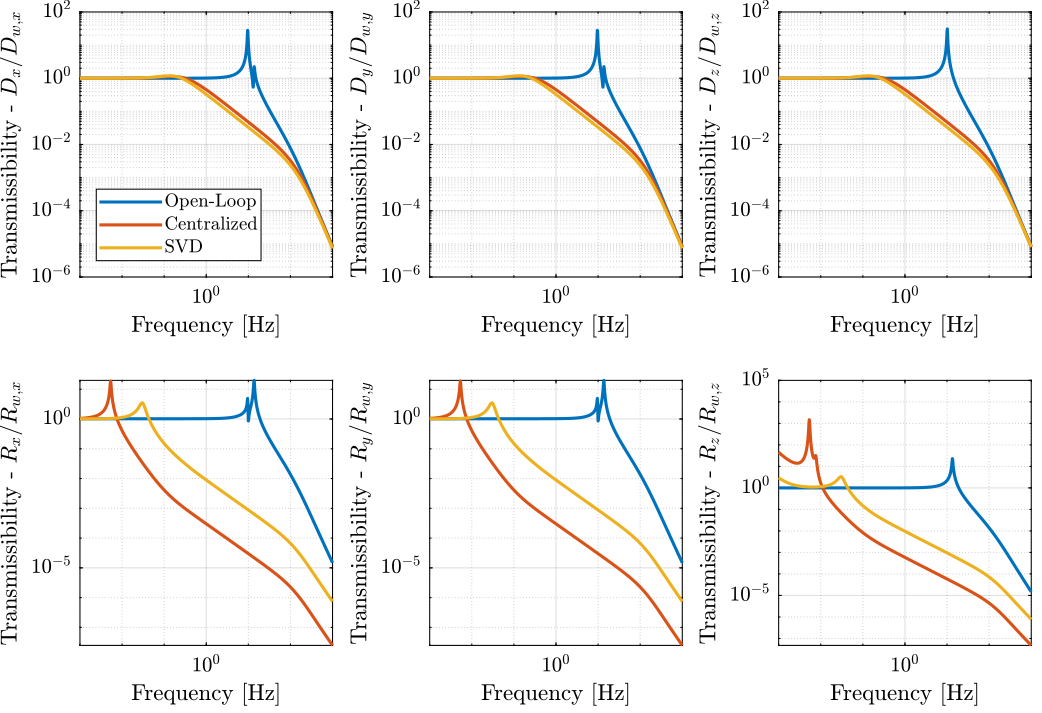 Transmissibility - D_x/D_{w,x}
10^2
10^0
10^{-2}
10^{-4}
10^{-6}
Open-Loop
Centralized
SVD
10^0
Frequency [Hz]
Transmissibility - D_y/D_{w,y}
10^2
10^0
10^{-2}
10^{-4}
10^{-6}
10^0
Frequency [Hz]
Transmissibility - D_z/D_{w,z}
10^2
10^0
10^{-2}
10^{-4}
10^{-6}
10^0
Frequency [Hz]
Transmissibility - R_x/R_{w,x}
10^0
10^{-5}
10^0
Frequency [Hz]
Transmissibility - R_y/R_{w,y}
10^0
10^{-5}
10^0
Frequency [Hz]
Transmissibility - R_z/R_{w,z}
10^5
10^0
10^{-5}
10^0
Frequency [Hz]